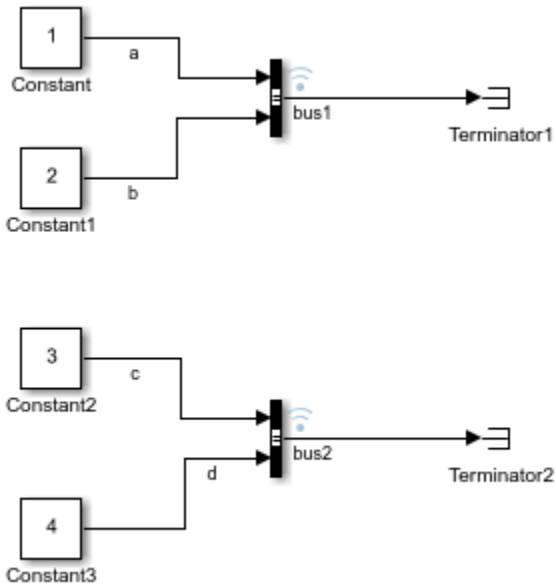 1
a
Constant
bus1
Terminator1
2
b
Constant1
3
c
Constant2
bus2
d
Terminator2
4
Constant3